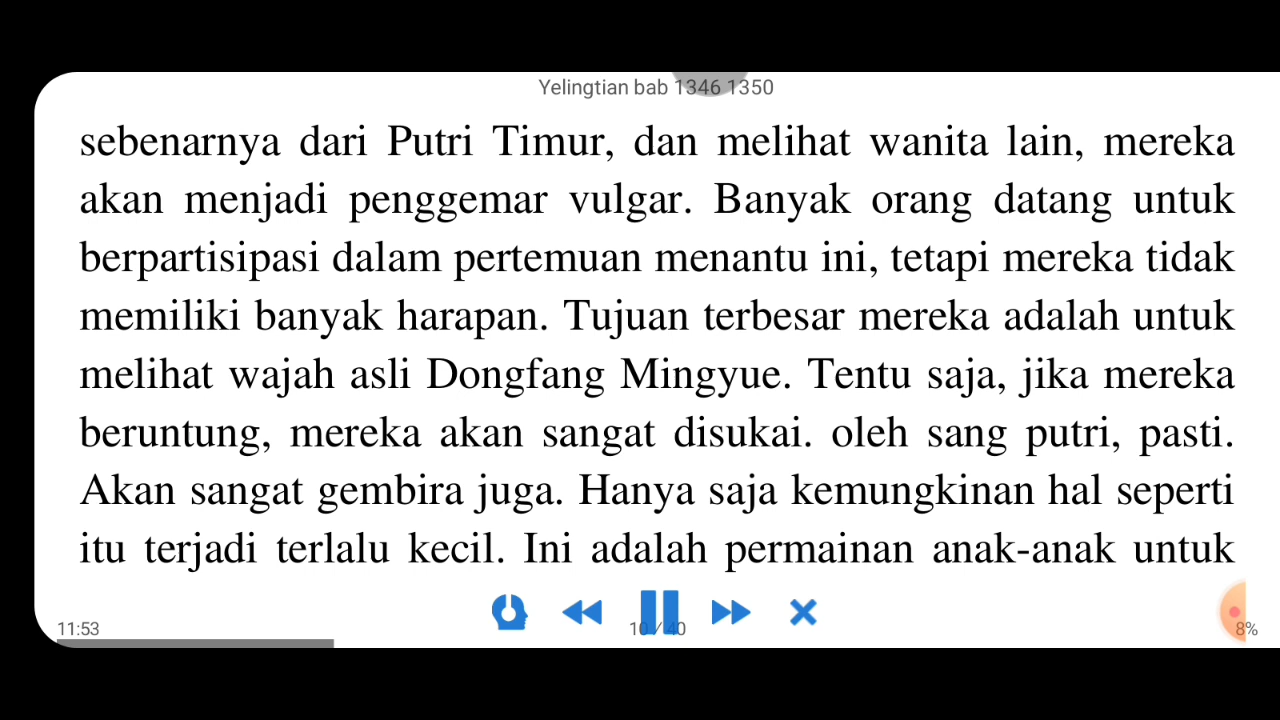 Yelingtian bab 1346 1350
sebenarnya dari Putri Timur, dan melihat wanita lain, mereka
akan menjadi penggemar vulgar. Banyak orang datang untuk
berpartisipasi dalam pertemuan menantu ini, tetapi mereka tidak
memiliki banyak harapan. Tujuan terbesar mereka adalah untuk
melihat wajah asli Dongfang Mingyue. Tentu saja, jika mereka
beruntung, mereka akan sangat disukai. oleh sang putri, pasti.
Akan sangat gembira juga. Hanya saja kemungkinan hal seperti
itu terjadi terlalu kecil. Ini adalah permainan anak-anak untuk
11:53
10 / 40
8%